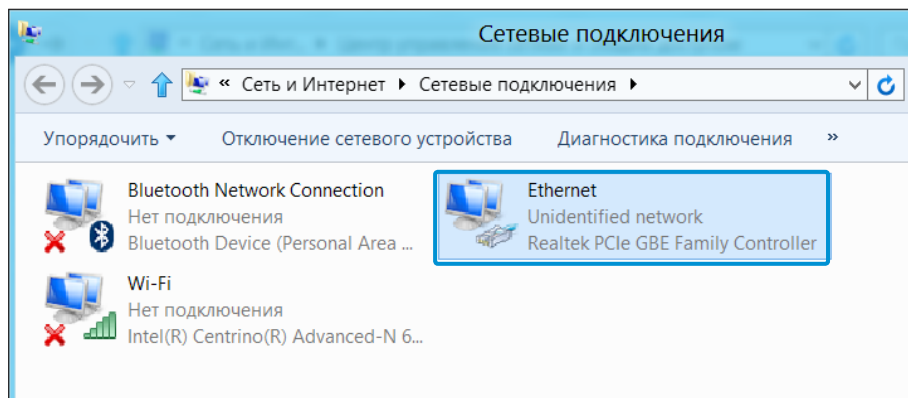 Сетевые подключения
« Сеть и Интернет ▸ Сетевые подключения ▸
Упорядочить ▾ Отключение сетевого устройства Диагностика подключения »
Bluetooth Network Connection
Нет подключения
Bluetooth Device (Personal Area ...
Ethernet
Unidentified network
Realtek PCIe GBE Family Controller
Wi-Fi
Нет подключения
Intel(R) Centrino(R) Advanced-N 6...